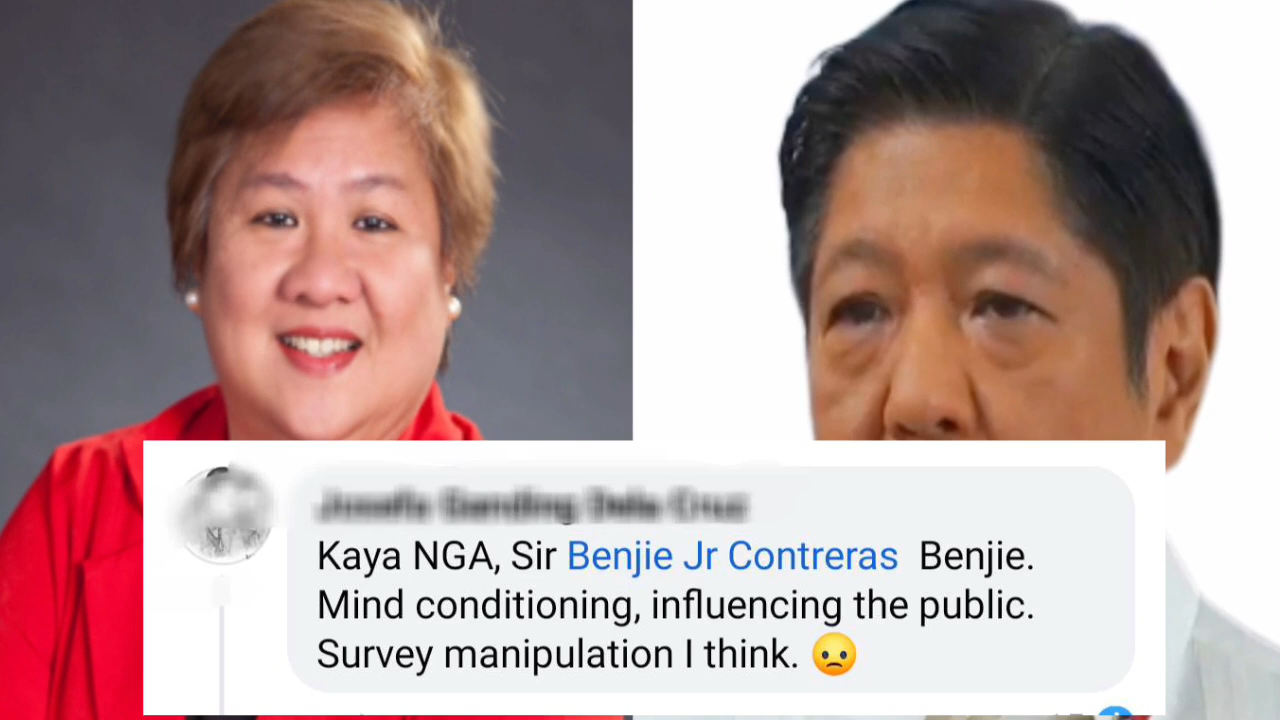 Kaya NGA, Sir Benjie Jr Contreras Benjie.
Mind conditioning, influencing the public.
Survey manipulation I think. 😞